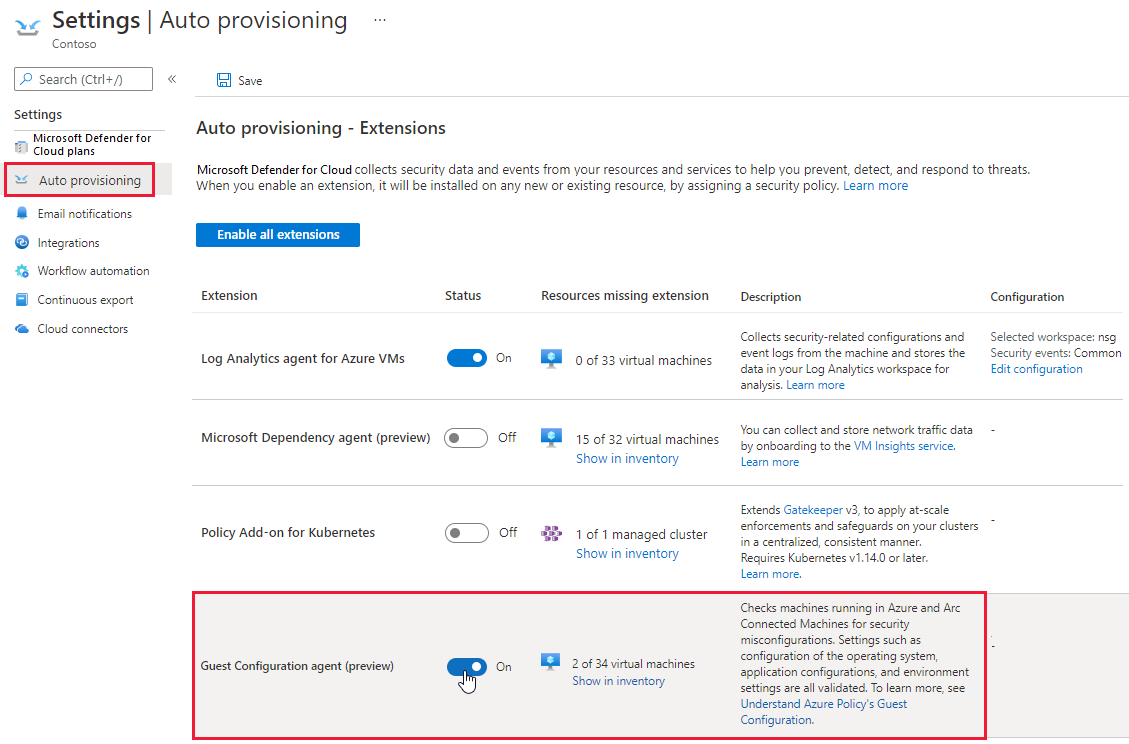 Settings | Auto provisioning ...
Contoso
Search (Ctrl+/)
«
Save
Settings
Microsoft Defender for
Cloud plans
Auto provisioning
Email notifications
Integrations
Workflow automation
Continuous export
Cloud connectors
Auto provisioning - Extensions
Microsoft Defender for Cloud collects security data and events from your resources and services to help you prevent, detect, and respond to threats.
When you enable an extension, it will be installed on any new or existing resource, by assigning a security policy. Learn more
Enable all extensions
Extension Status Resources missing extension Description Configuration
Log Analytics agent for Azure VMs
On
0 of 33 virtual machines
Collects security-related configurations and
event logs from the machine and stores the
data in your Log Analytics workspace for
analysis. Learn more
Selected workspace: nsg
Security events: Common
Edit configuration
Microsoft Dependency agent (preview)
Off
15 of 32 virtual machines
Show in inventory
You can collect and store network traffic data
by onboarding to the VM Insights service.
Learn more
-
Policy Add-on for Kubernetes
Off
1 of 1 managed cluster
Show in inventory
Extends Gatekeeper v3, to apply at-scale
enforcements and safeguards on your clusters
in a centralized, consistent manner.
Requires Kubernetes v1.14.0 or later.
Learn more.
-
Guest Configuration agent (preview)
On
2 of 34 virtual machines
Show in inventory
Checks machines running in Azure and Arc
Connected Machines for security
misconfigurations. Settings such as
configuration of the operating system,
application configurations, and environment
settings are all validated. To learn more, see
Understand Azure Policy's Guest
Configuration.
-